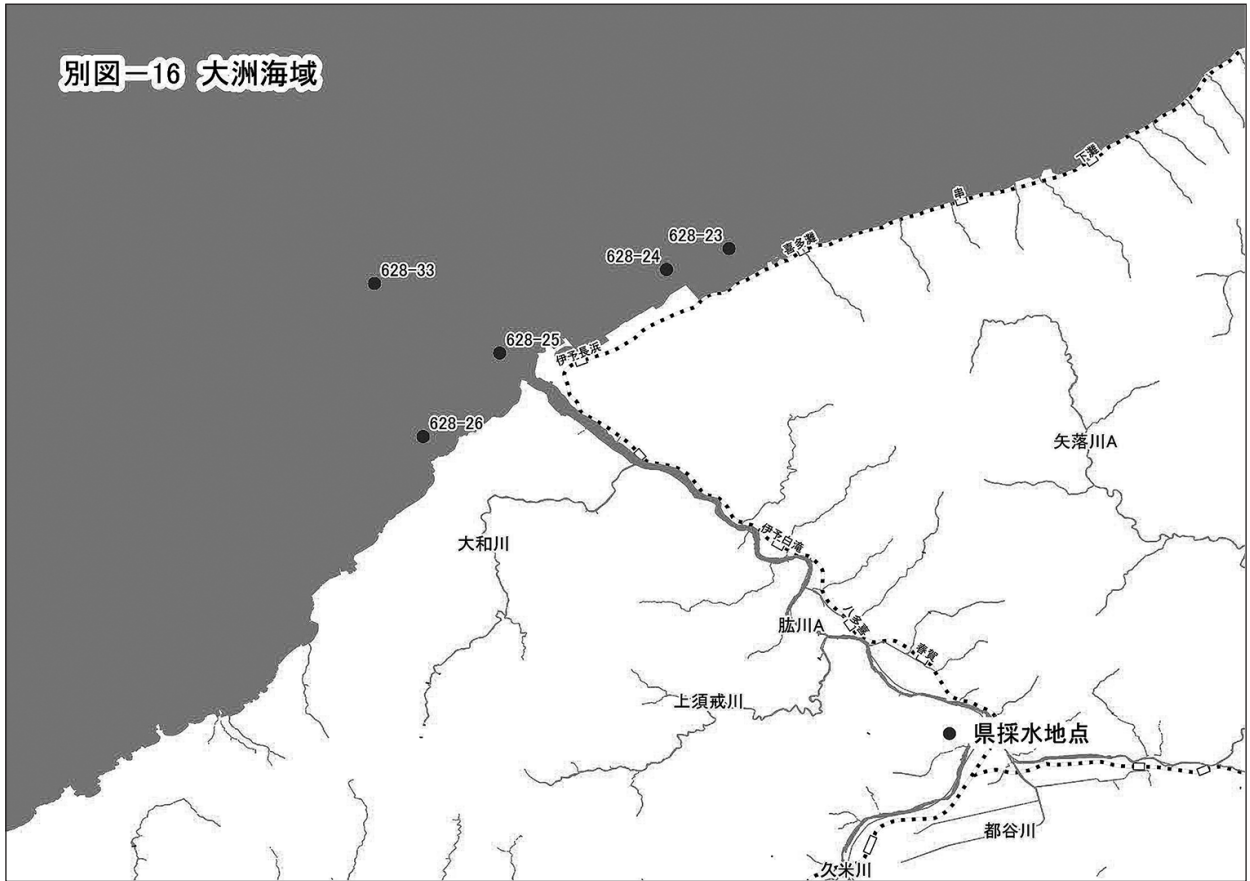 別図－16 大洲海域
下灘
串
喜多灘
628-23
628-24
628-33
628-25
伊予長浜
628-26
矢落川A
大和川
伊予白滝
八多喜
肱川A
春賀
上須戒川
県採水地点
都谷川
久米川